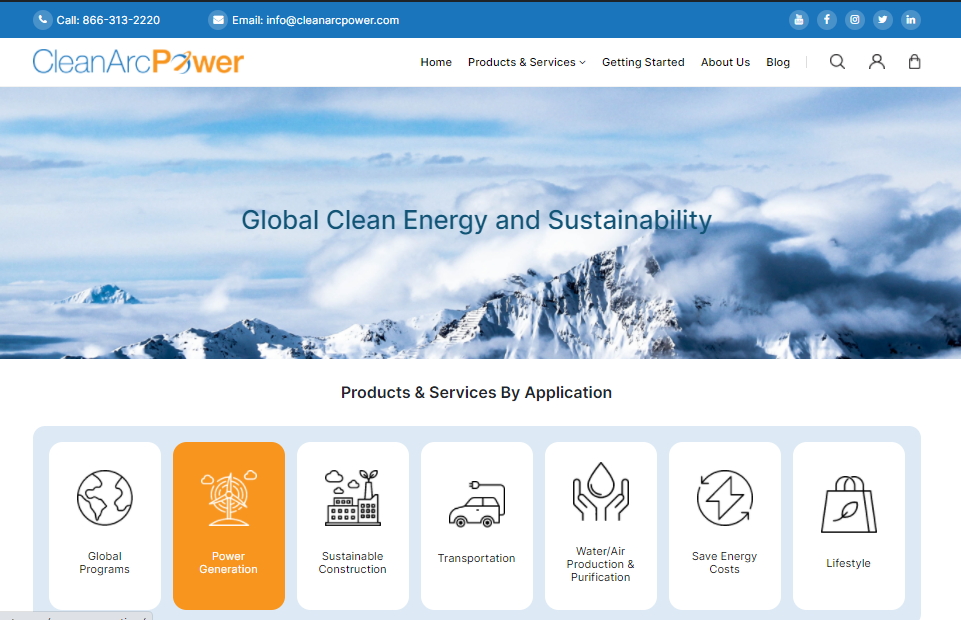 Call: 866-313-2220 Email: info@cleanarcpower.com
CleanArcPower
Home Products & Services Getting Started About Us Blog
Global Clean Energy and Sustainability
Products & Services By Application
Global
Programs
Power
Generation
Sustainable
Construction
Transportation
Water/Air
Production &
Purification
Save Energy
Costs
Lifestyle